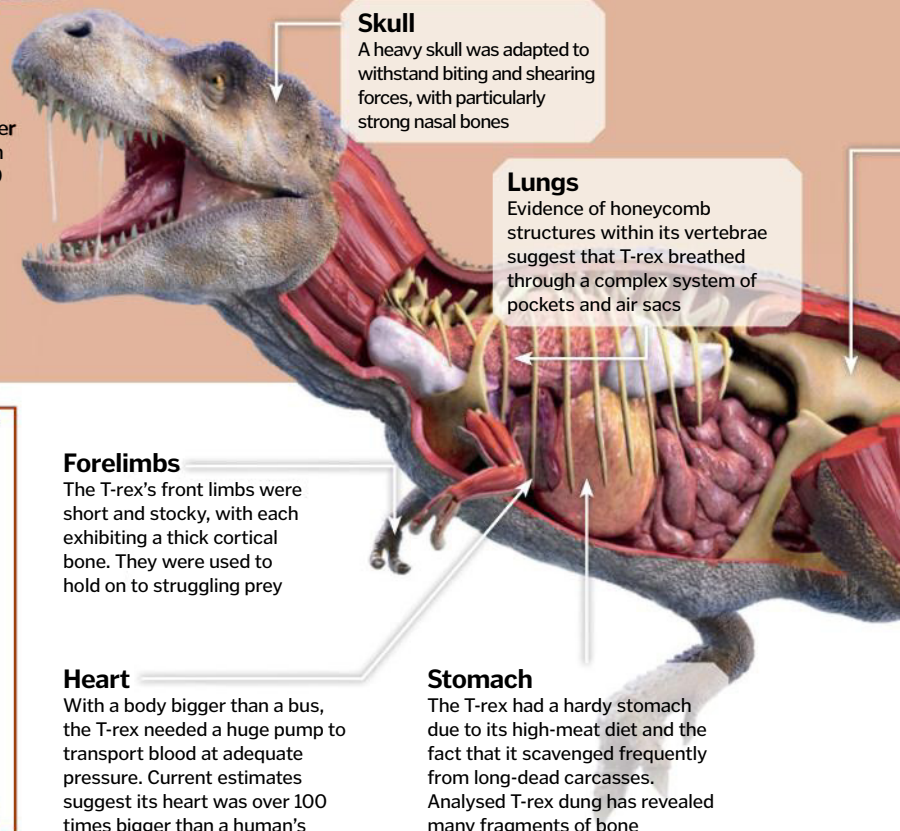 Skull
A heavy skull was adapted to
withstand biting and shearing
forces, with particularly
strong nasal bones
Lungs
Evidence of honeycomb
structures within its vertebrae
suggest that T-rex breathed
through a complex system of
pockets and air sacs
Forelimbs
The T-rex's front limbs were
short and stocky, with each
exhibiting a thick cortical
bone. They were used to
hold on to struggling prey
Heart
With a body bigger than a bus,
the T-rex needed a huge pump to
transport blood at adequate
pressure. Current estimates
suggest its heart was over 100
times bigger than a human's
Stomach
The T-rex had a hardy stomach
due to its high-meat diet and the
fact that it scavenged frequently
from long-dead carcasses.
Analysed T-rex dung has revealed
many fragments of bone